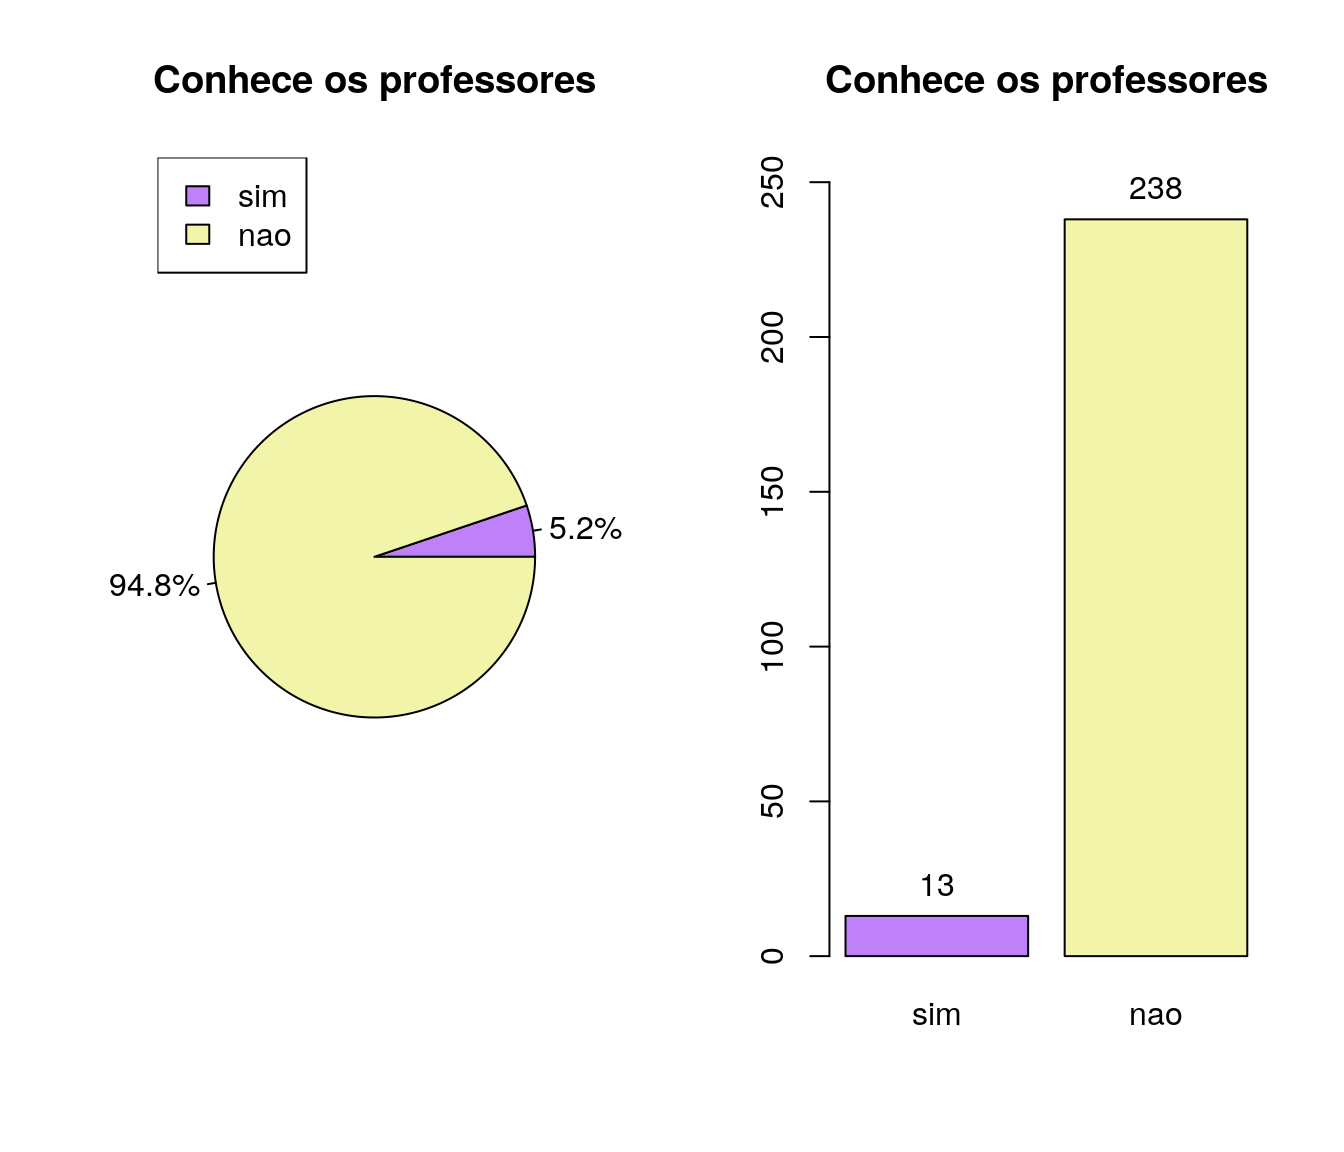 Conhece os professores
sim
nao
5.2%
94.8%
Conhece os professores
250
200
150
100
50
0
238
13
sim
nao